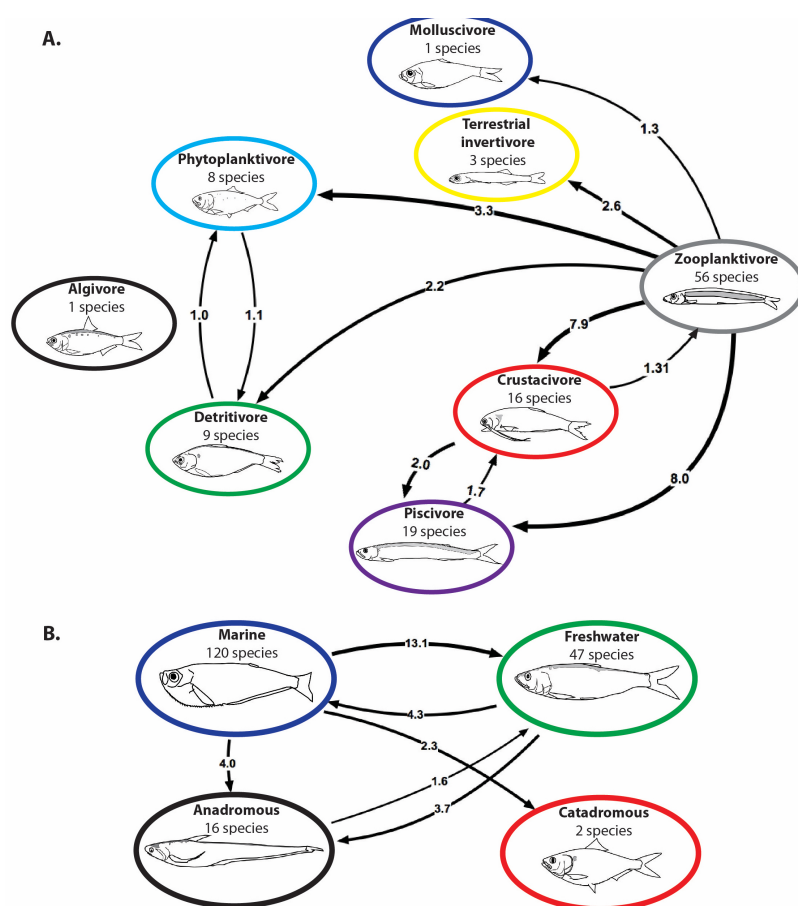 A.
Molluscivore
1 species
1.3
Terrestrial
invertivore
3 species
Phytoplanktivore
8 species
2.6
3.3
Zooplanktivore
56 species
Algivore
1 species
2.2
1.0
1.1
7.9
1.31
Crustacivore
16 species
Detritivore
9 species
2.0
1.7
8.0
Piscivore
19 species
B.
Marine
120 species
13.1
Freshwater
47 species
4.3
2.3
4.0
1.6
3.7
Anadromous
16 species
Catadromous
2 species